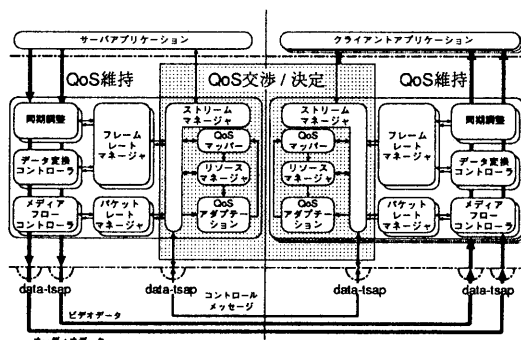 サーバアプリケーション
クライアントアプリケーション
QoS維持
QoS交渉 / 決定
QoS維持
同期調整
フレーム
レート
マネージャ
ストリーム
マネージャ
QoS
マッパー
リソース
マネージャ
QoS
アダプテー
ション
データ変換
コントローラ
メディア
フロー
コントローラ
パケット
レート
マネージャ
ストリーム
マネージャ
QoS
マッパー
リソース
マネージャ
QoS
アダプテー
ション
フレーム
レート
マネージャ
同期調整
データ変換
コントローラ
パケット
レート
マネージャ
メディア
フロー
コントローラ
data-tsap
data-tsap
data-tsap
data-tsap
コントロール
メッセージ
ビデオデータ